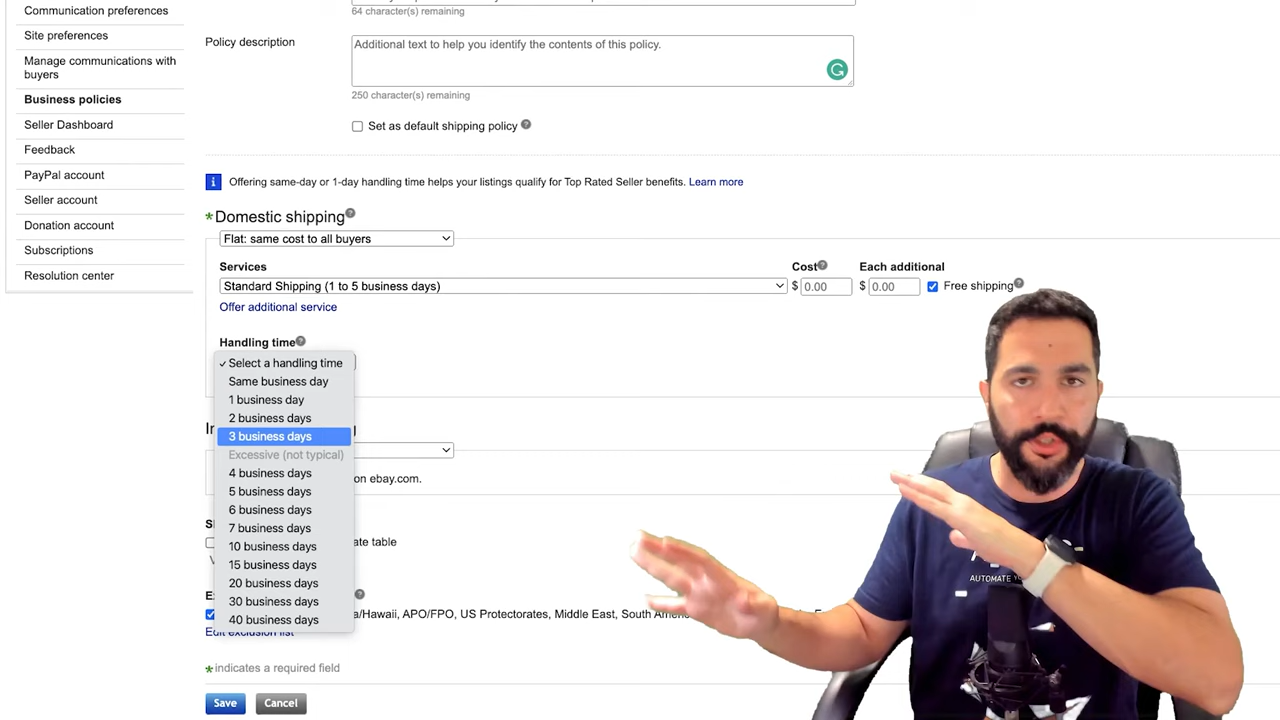 Communication preferences
64 character(s) remaining
Site preferences
Policy description
Additional text to help you identify the contents of this policy.
Manage communications with
buyers
250 character(s) remaining
Business policies
Seller Dashboard
Set as default shipping policy
Feedback
PayPal account
Offering same-day or 1-day handling time helps your listings qualify for Top Rated Seller benefits. Learn more
Seller account
Donation account
*Domestic shipping
Flat: same cost to all buyers
Subscriptions
Resolution center
Services Cost Each additional
Standard Shipping (1 to 5 business days) $ 0.00 $ 0.00 Free shipping
Offer additional service
Handling time
✓ Select a handling time
Same business day
1 business day
2 business days
3 business days
Excessive (not typical)
4 business days
on ebay.com.
5 business days
6 business days
7 business days
10 business days
ate table
15 business days
20 business days
30 business days
a/Hawaii, APO/FPO, US Protectorates, Middle East, South Ameri
40 business days
Edit exclusion list
* indicates a required field
Save Cancel
AUTOMATE